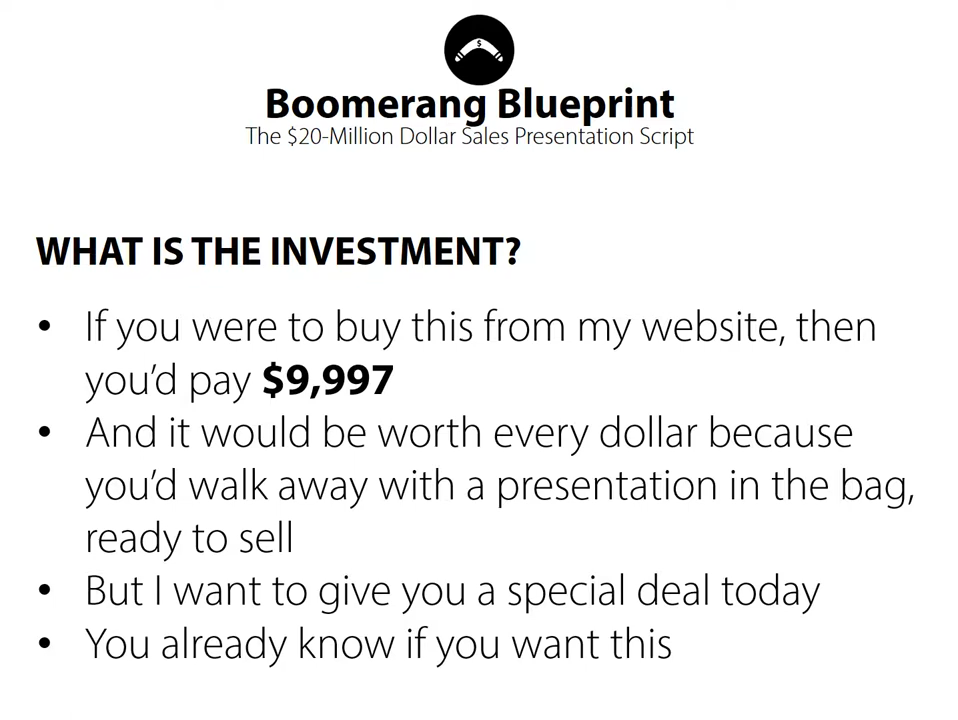 $
Boomerang Blueprint
The $20-Million Dollar Sales Presentation Script
WHAT IS THE INVESTMENT?
• If you were to buy this from my website, then
you’d pay $9,997
• And it would be worth every dollar because
you’d walk away with a presentation in the bag,
ready to sell
• But I want to give you a special deal today
• You already know if you want this